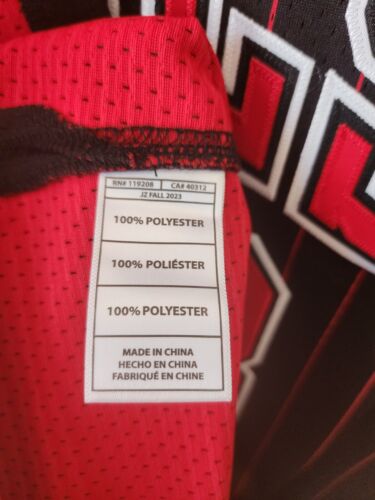 RN# 119208 CA# 40312
JZ FALL 2023
100% POLYESTER
100% POLIÉSTER
100% POLYESTER
MADE IN CHINA
HECHO EN CHINA
FABRIQUÉ EN CHINE